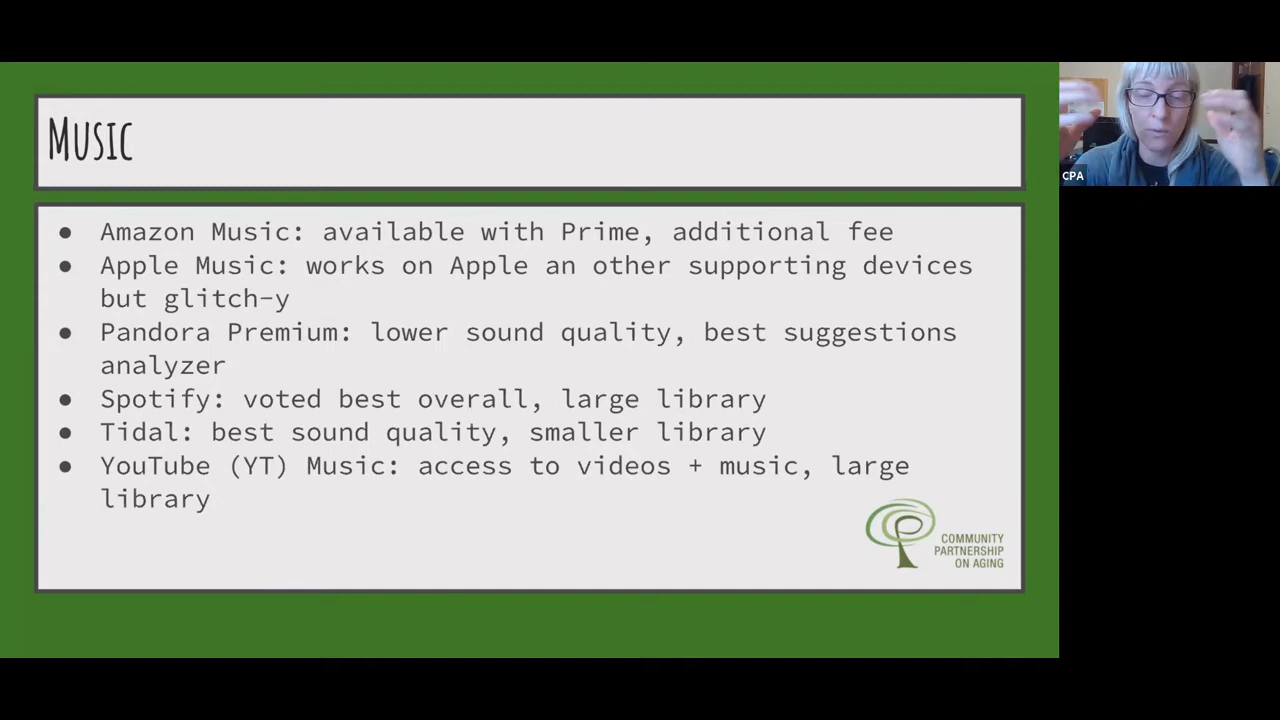 Music
● Amazon Music: available with Prime, additional fee
● Apple Music: works on Apple an other supporting devices
but glitch-y
● Pandora Premium: lower sound quality, best suggestions
analyzer
● Spotify: voted best overall, large library
● Tidal: best sound quality, smaller library
● YouTube (YT) Music: access to videos + music, large
library
COMMUNITY
PARTNERSHIP
ON AGING
CPA